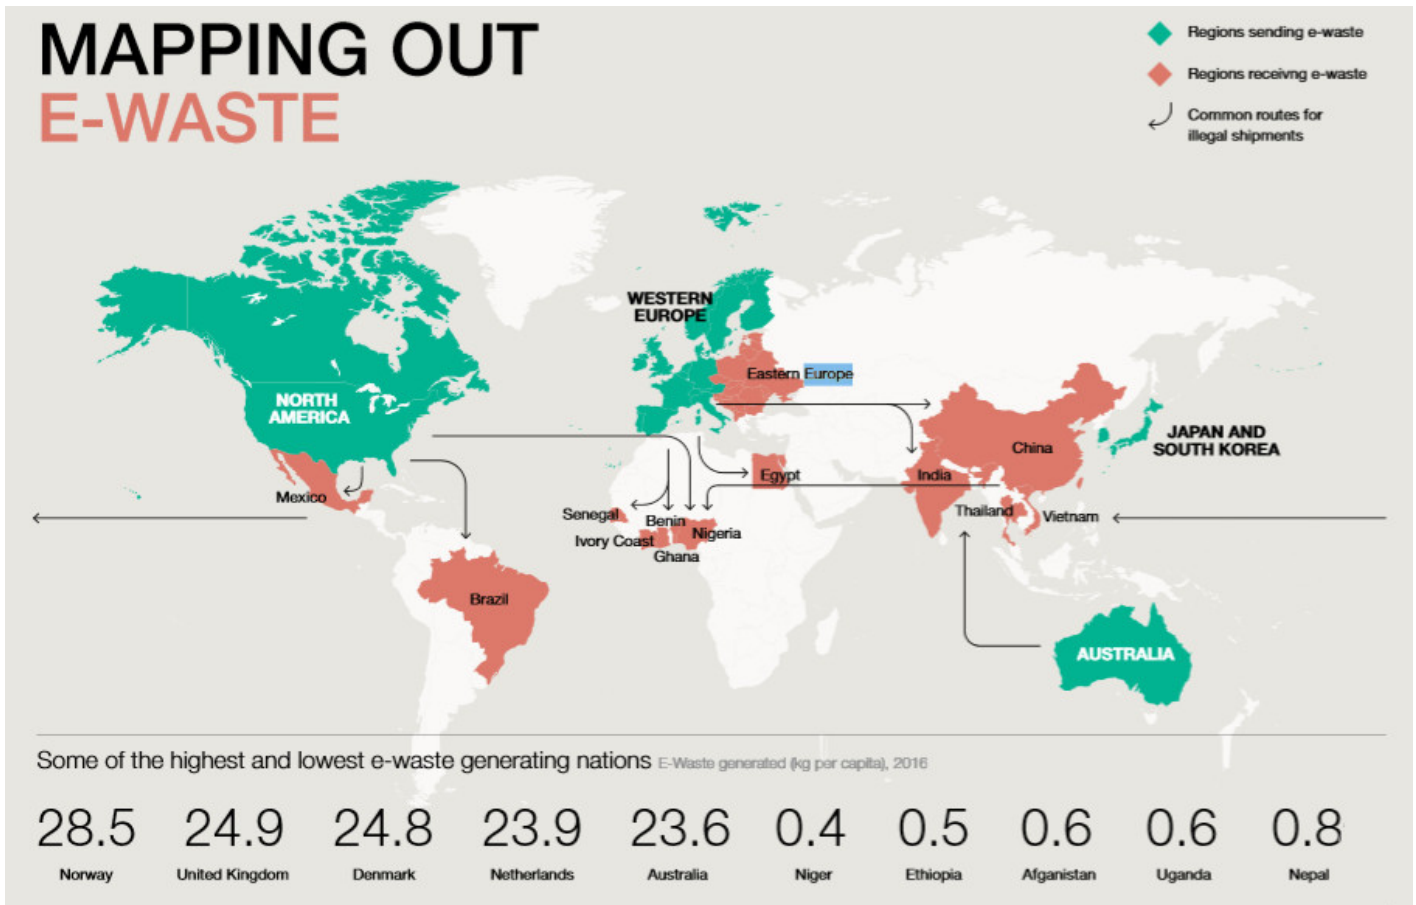 MAPPING OUT
E-WASTE
Regions sending e-waste
Regions receivng e-waste
Common routes for
illegal shipments
WESTERN
EUROPE
Eastern Europe
NORTH
AMERICA
JAPAN AND
SOUTH KOREA
China
Egypt
India
Mexico
Senegal
Benin
Thailand
Vietnam
Nigeria
Ivory Coast
Ghana
Brazil
AUSTRALIA
Some of the highest and lowest e-waste generating nations E-Waste generated (kg per capita), 2016
28.5 24.9 24.8 23.9 23.6 0.4 0.5 0.6 0.6 0.8
Norway United Kingdom Denmark Netherlands Australia Niger Ethiopia Afganistan Uganda Nepal